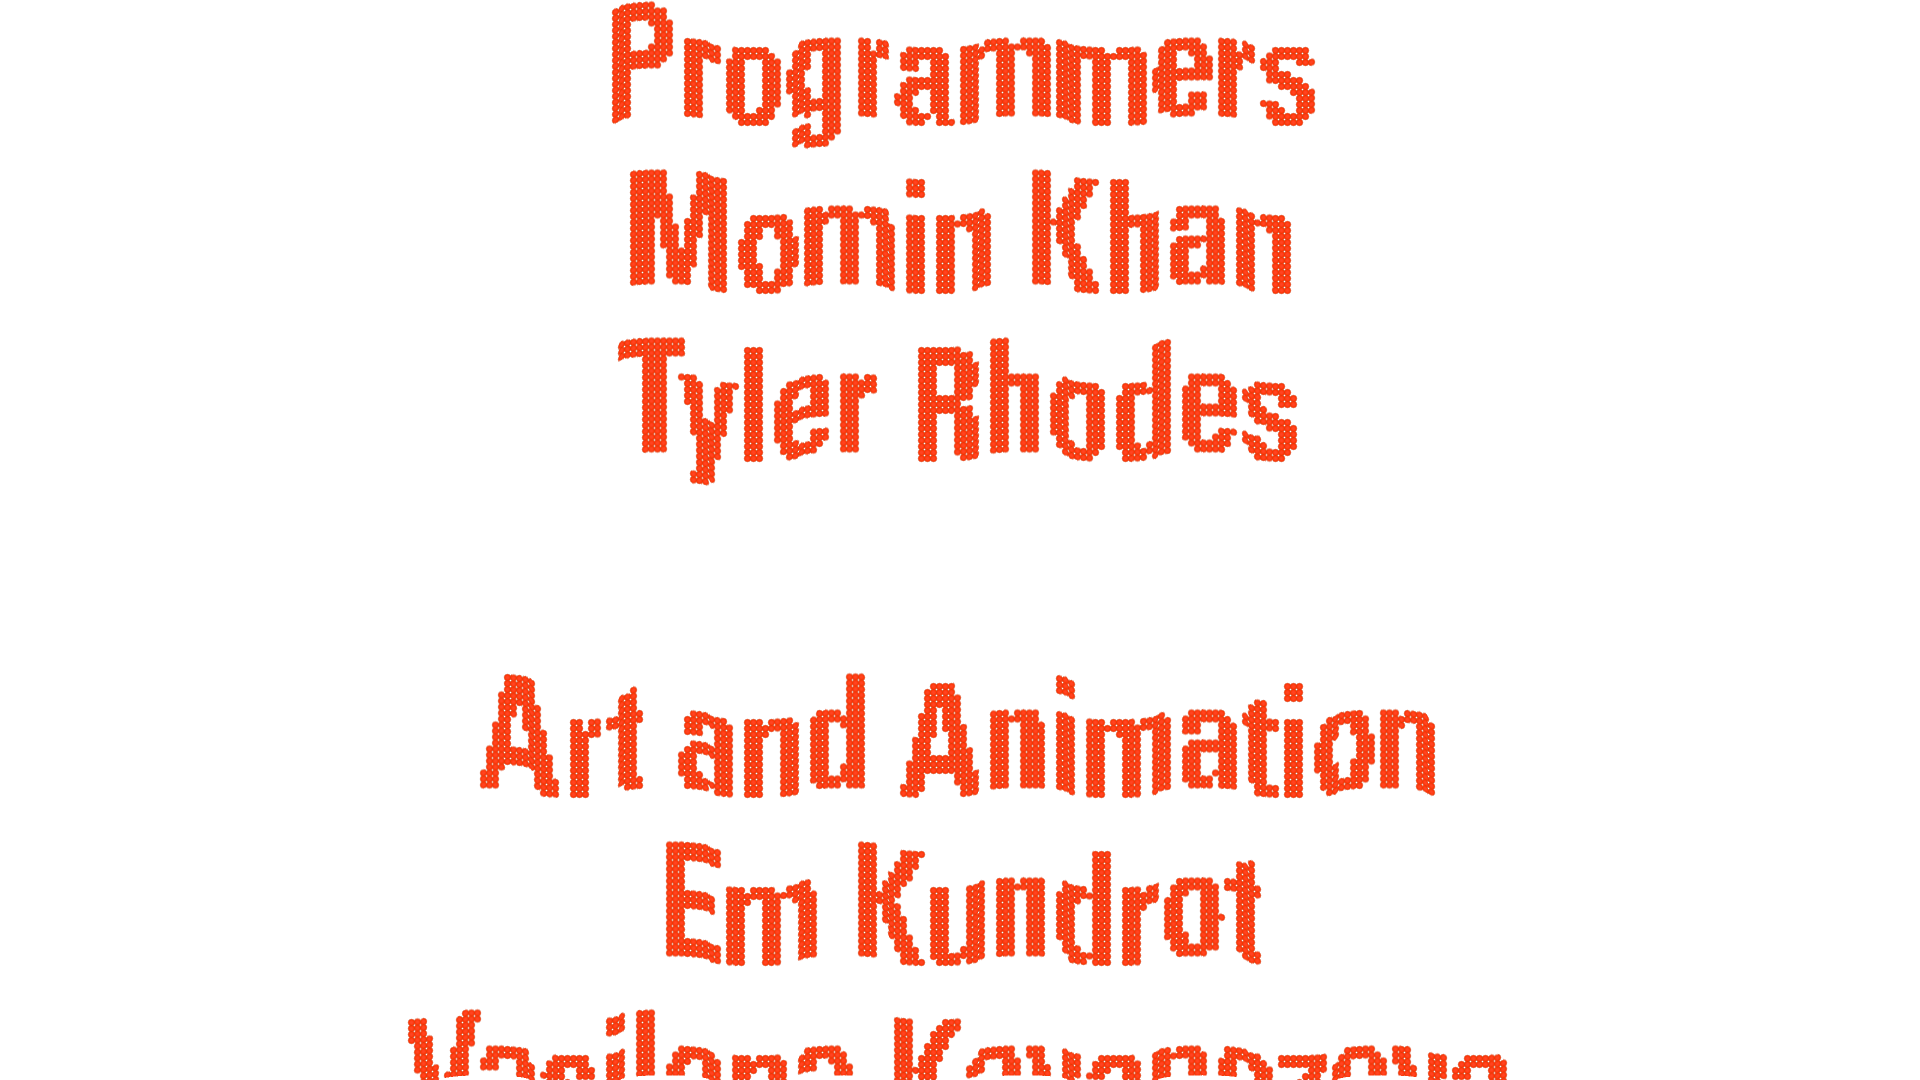 Programmers
Momin Khan
Tyler Rhodes
Art and Animation
Em Kundrot